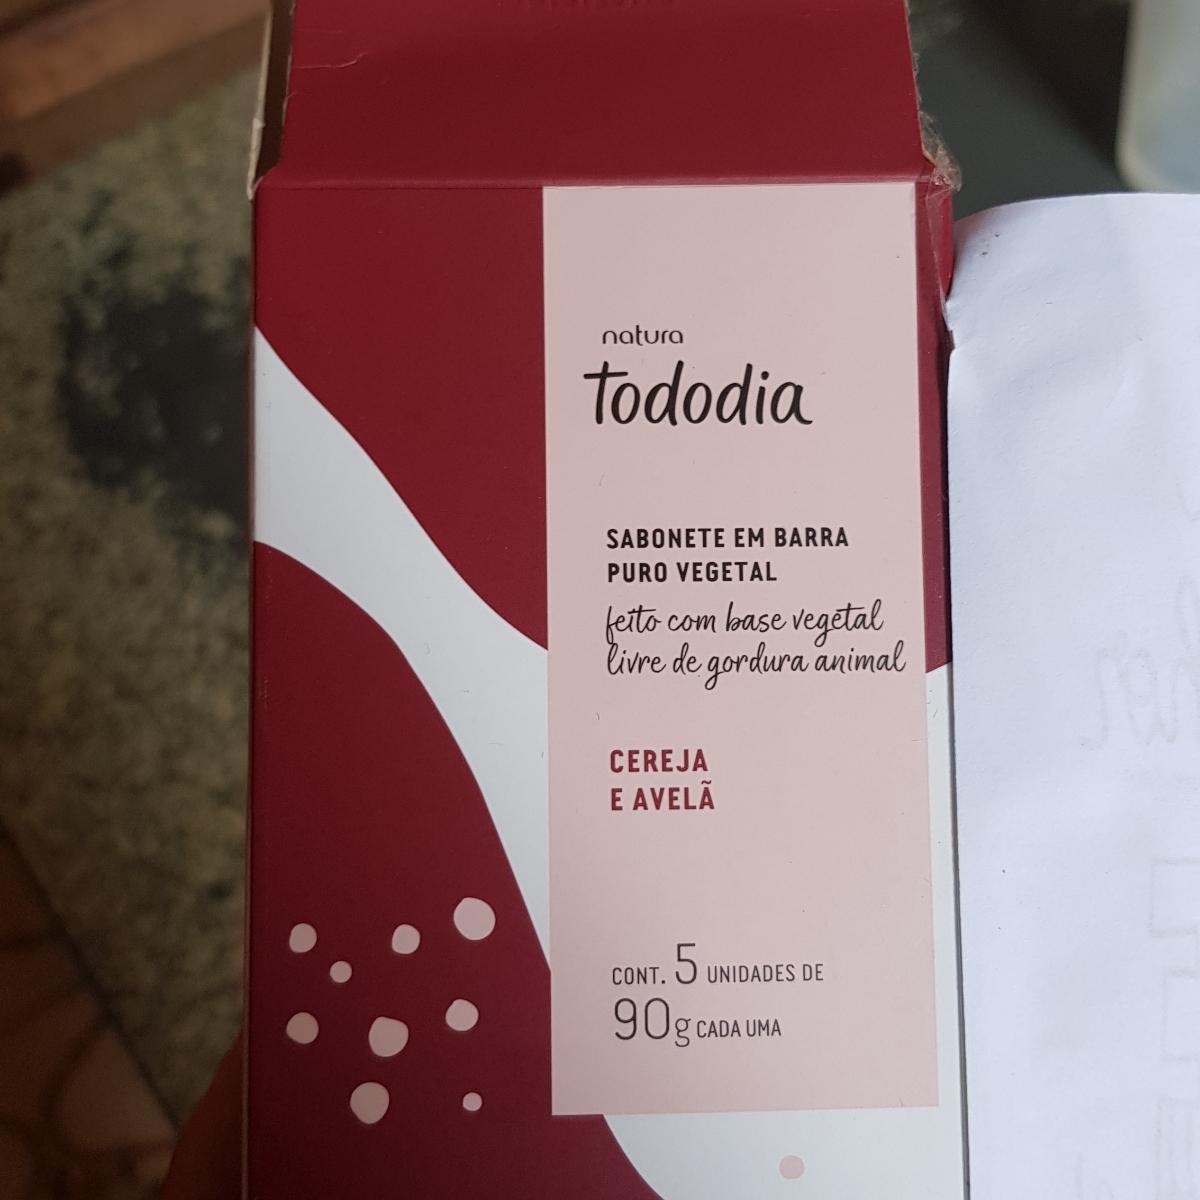 natura
tododia
SABONETE EM BARRA
PURO VEGETAL
feito com base vegetal
livre de gordura animal
CEREJA
E AVELÃ
CONT. 5 UNIDADES DE
90g CADA UMA